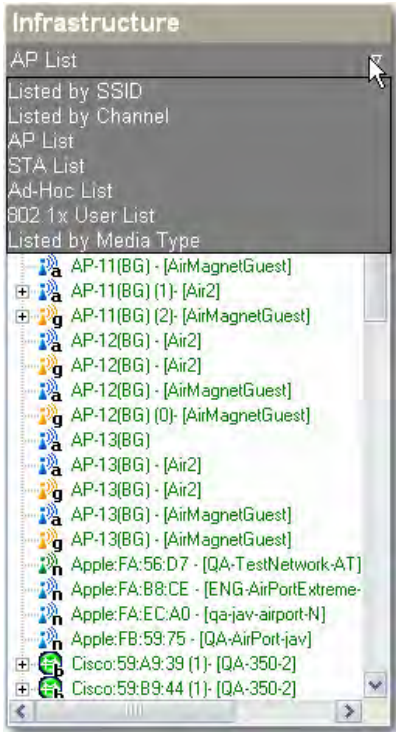 Infrastructure
AP List
Listed by SSID
Listed by Channel
AP List
STA List
Ad-Hoc List
802 1x User List
Listed by Media Type
a AP-11(BG) - [AirMagnetGuest]
a AP-11(BG) (1)- [Air2]
g AP-11(BG) (2)- [AirMagnetGuest]
a AP-12(BG) - [Air2]
g AP-12(BG) - [Air2]
a AP-12(BG) - [AirMagnetGuest]
g AP-12(BG) (0)- [AirMagnetGuest]
a AP-13(BG)
a AP-13(BG) - [Air2]
g AP-13(BG) - [Air2]
a AP-13(BG) - [AirMagnetGuest]
g AP-13(BG) - [AirMagnetGuest]
n Apple:FA:56:D7 - [QA-TestNetwork-AT]
n Apple:FA:B8:CE - [ENG-AirPortExtreme-
n Apple:FA:EC:A0 - [qa-jav-airport-N]
n Apple:FB:59:75 - [QA-AirPort-jav]
b Cisco:59:A9:39 (1)- [QA-350-2]
b Cisco:59:B9:44 (1)- [QA-350-2]